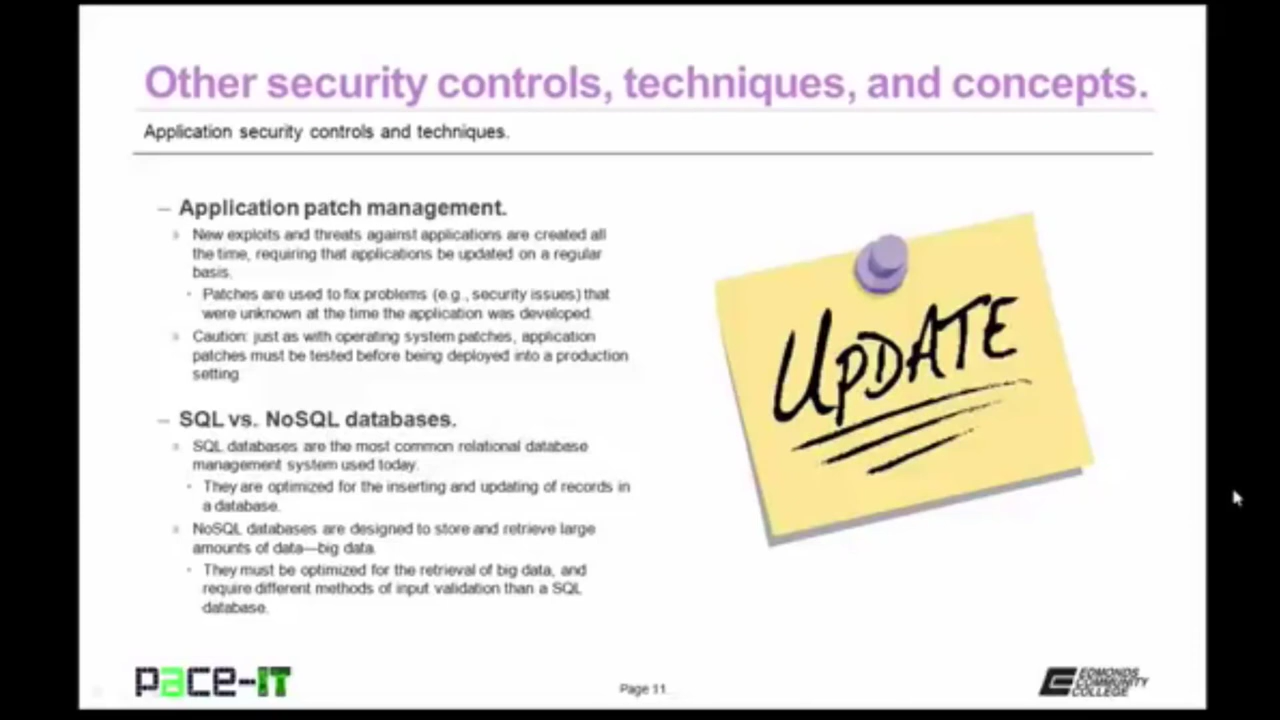 Other security controls, techniques, and concepts.
Application security controls and techniques.
– Application patch management.
» New exploits and threats against applications are created all
the time, requiring that applications be updated on a regular
basis.
• Patches are used to fix problems (e.g., security issues) that
were unknown at the time the application was developed.
» Caution: just as with operating system patches, application
patches must be tested before being deployed into a production
setting.
– SQL vs. NoSQL databases.
» SQL databases are the most common relational database
management system used today.
• They are optimized for the inserting and updating of records in
a database.
» NoSQL databases are designed to store and retrieve large
amounts of data—big data.
• They must be optimized for the retrieval of big data, and
require different methods of input validation than a SQL
database.
UPDATE
pace-IT
Page 11
EDMONDS
COMMUNITY
COLLEGE